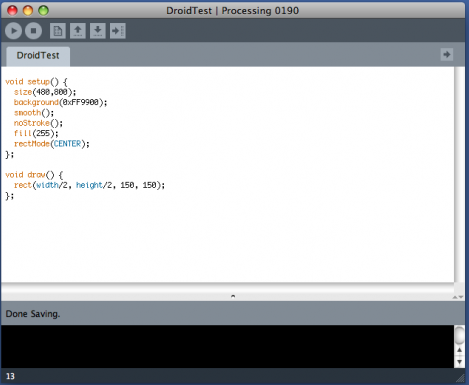 DroidTest | Processing 0190
DroidTest
void setup() {
  size(480,800);
  background(0xFF9900);
  smooth();
  noStroke();
  fill(255);
  rectMode(CENTER);
};
void draw() {
  rect(width/2, height/2, 150, 150);
};
Done Saving.
13